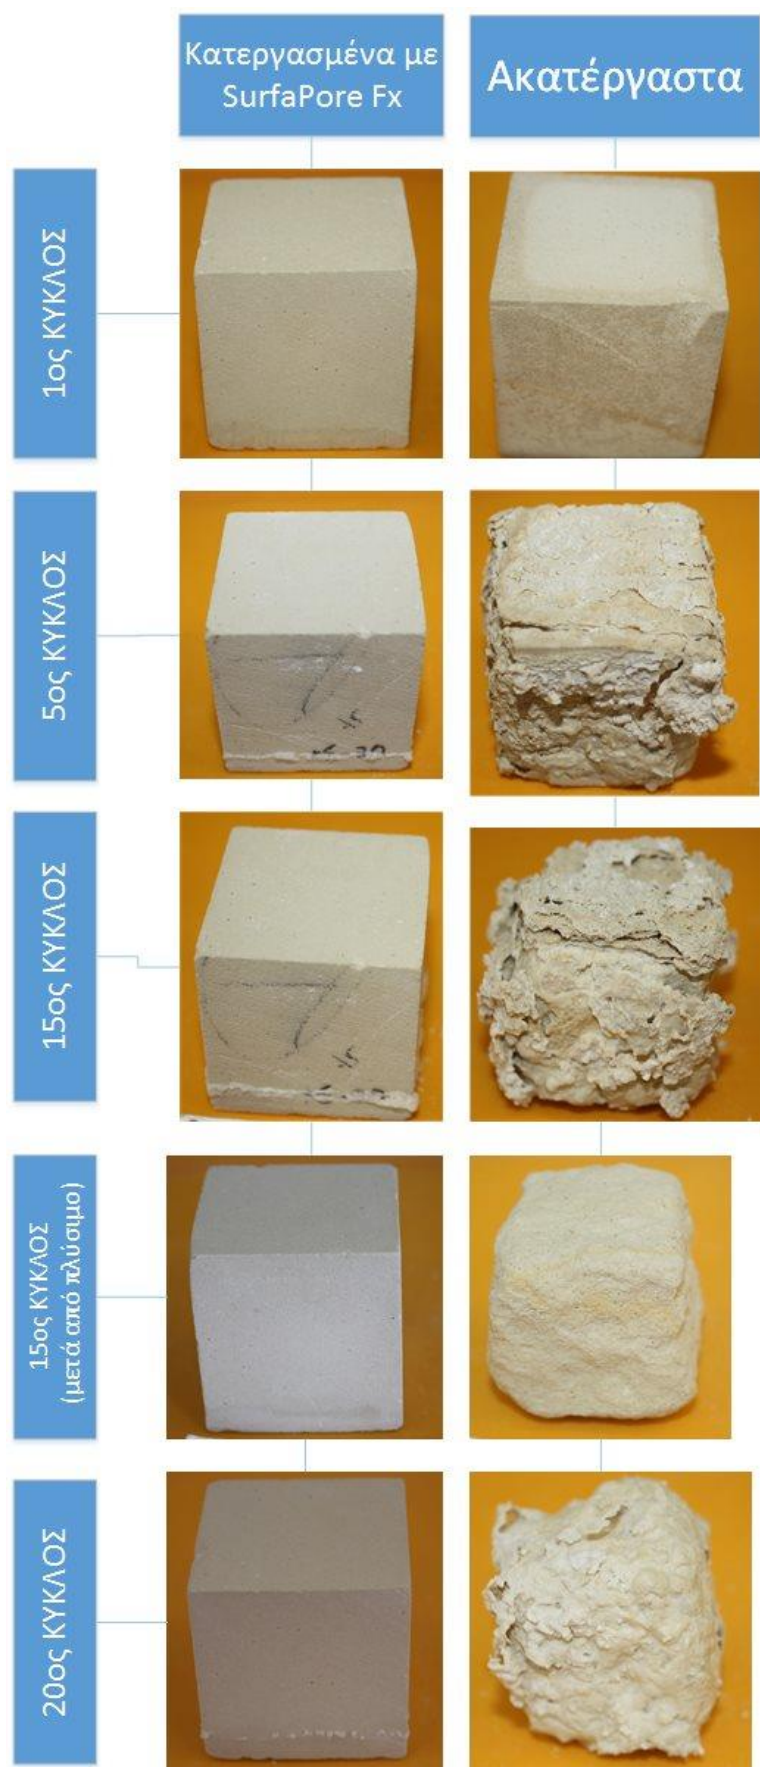 Κατεργασμένα με
SurfaPore Fx
Ακατέργαστα
1ος ΚΥΚΛΟΣ
5ος ΚΥΚΛΟΣ
15ος ΚΥΚΛΟΣ
15ος ΚΥΚΛΟΣ
(μετά από πλύσιμο)
20ος ΚΥΚΛΟΣ